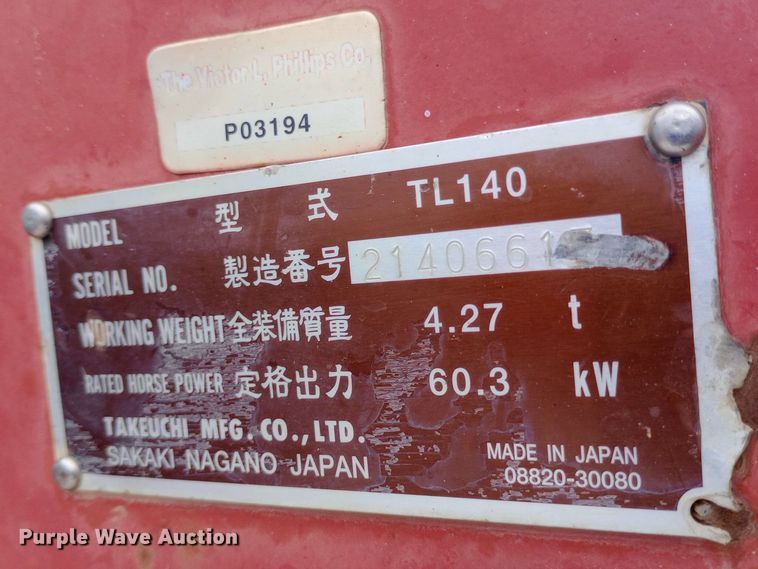 The Victor L. Phillips Co.
P03194
MODEL 型式 TL140
SERIAL NO. 製造番号
WORKING WEIGHT 全装備質量 4.27 t
RATED HORSE POWER 定格出力 60.3 kW
TAKEUCHI MFG. CO., LTD.
SAKAKI NAGANO JAPAN
MADE IN JAPAN
08820-30080
Purple Wave Auction